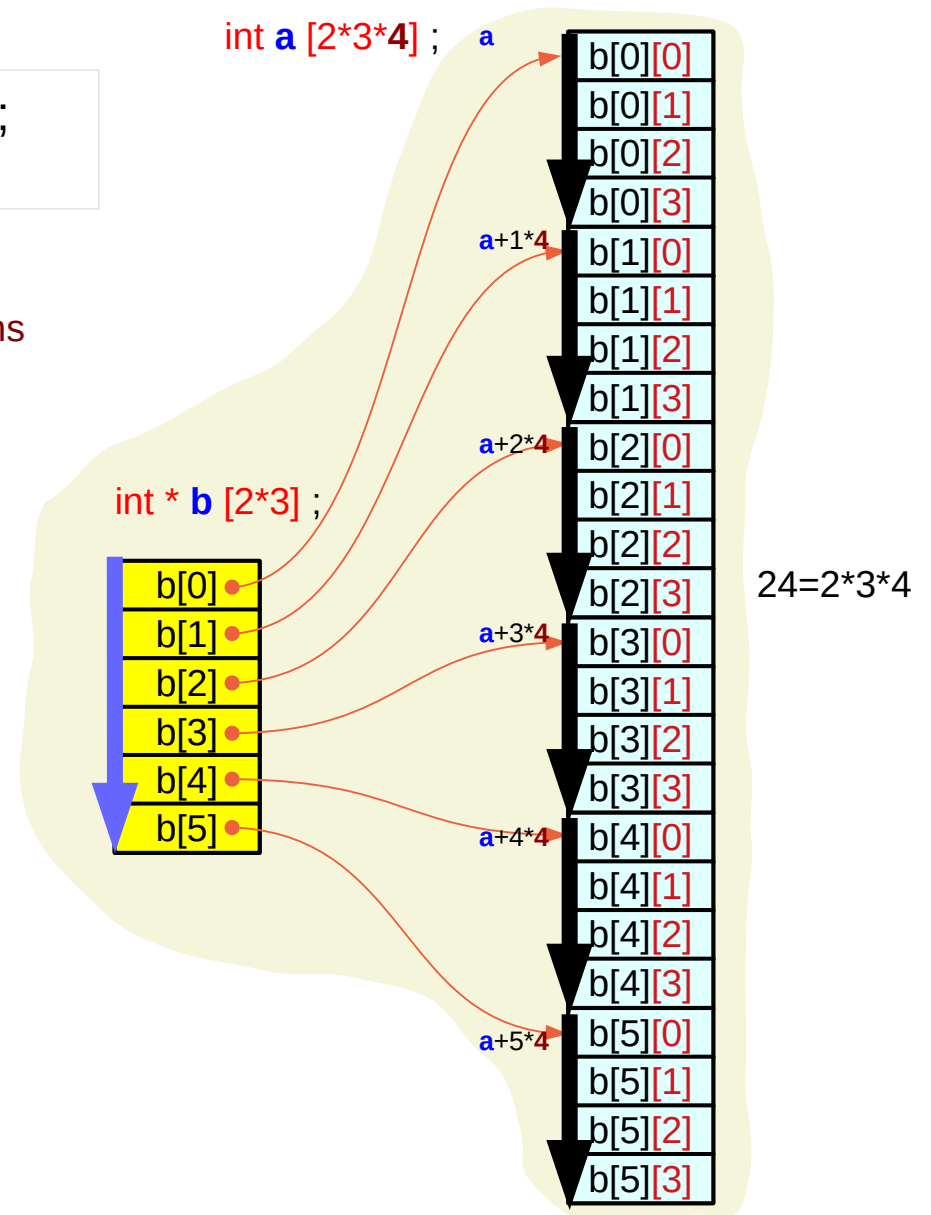 int a [2*3*4] ; a
;
ns
int * b [2*3] ;
b[0]
b[1]
b[2]
b[3]
b[4]
b[5]
a+1*4
a+2*4
a+3*4
a+4*4
a+5*4
b[0][0]
b[0][1]
b[0][2]
b[0][3]
b[1][0]
b[1][1]
b[1][2]
b[1][3]
b[2][0]
b[2][1]
b[2][2]
b[2][3]
b[3][0]
b[3][1]
b[3][2]
b[3][3]
b[4][0]
b[4][1]
b[4][2]
b[4][3]
b[5][0]
b[5][1]
b[5][2]
b[5][3]
24=2*3*4